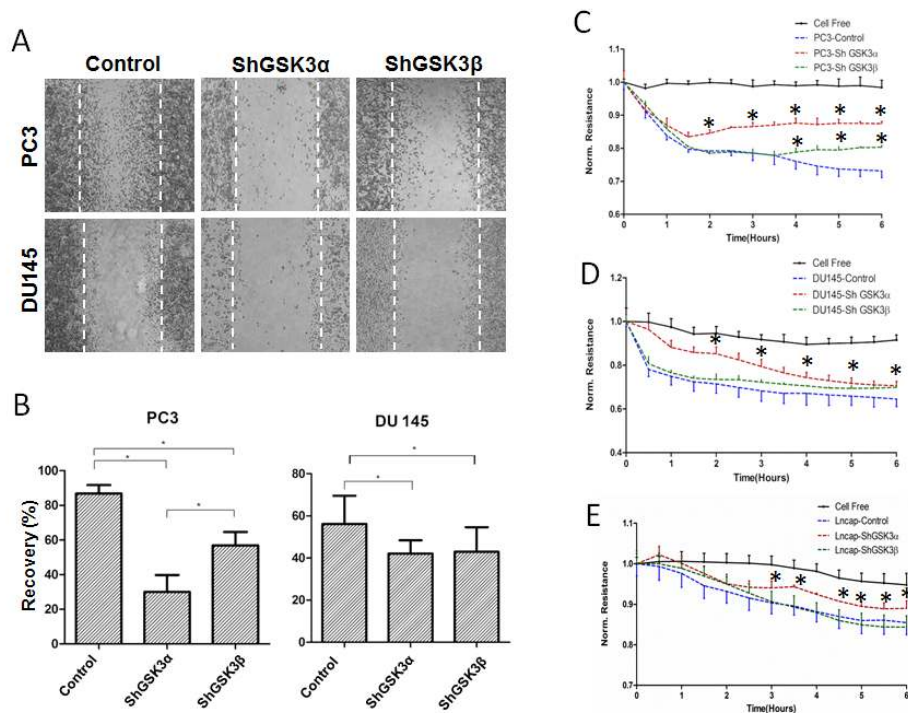 A
Control
ShGSK3α
ShGSK3β
PC3
DU145
B
PC3
Recovery (%)
100
80
60
40
20
0
*
*
*
Control
ShGSK3α
ShGSK3β
DU 145
80
60
40
20
0
*
*
Control
ShGSK3α
ShGSK3β
C
Cell Free
PC3-Control
PC3-Sh GSK3α
PC3-Sh GSK3β
Norm. Resistance
1.0
0.9
0.8
0.7
0.6
* * * * *
* * *
0 1 2 3 4 5 6
Time(Hours)
D
Cell Free
DU145-Control
DU145-Sh GSK3α
DU145-Sh GSK3β
Norm. Resistance
1.0
0.8
0.6
0.4
* * * * *
0 1 2 3 4 5 6
Time(Hours)
E
Cell Free
Lncap-Control
Lncap-ShGSK3α
Lncap-ShGSK3β
Norm. Resistance
1.0
1.0
0.9
0.8
0.7
* * * * * *
0 1 2 3 4 5 6
Time(Hours)